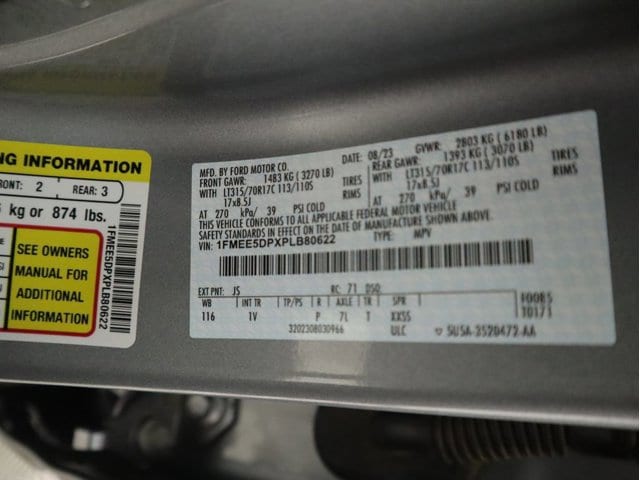 NG INFORMATION
RONT: 2 REAR: 3
kg or 874 lbs.
SEE OWNERS
MANUAL FOR
ADDITIONAL
INFORMATION
1FMEE5DPXPLB80622
MFD. BY FORD MOTOR CO.
DATE: 08/23 GVWR: 2803 KG ( 6180 LB)
FRONT GAWR: 1483 KG ( 3270 LB) REAR GAWR: 1393 KG ( 3070 LB)
WITH LT315/70R17C 113/110S TIRES WITH LT315/70R17C 113/110S TIRES
17x8.5J 17x8.5J
AT 270 kPa/ 39 PSI COLD AT 270 kPa/ 39 PSI COLD
THIS VEHICLE CONFORMS TO ALL APPLICABLE FEDERAL MOTOR VEHICLE
SAFETY STANDARDS IN EFFECT ON THE DATE OF MANUFACTURE SHOWN ABOVE.
VIN: 1FMEE5DPXPLB80622 TYPE: MPV
EXT PNT: JS RC: 71 DSO:
WB INT TR TP/PS R AXLE TR SPR
116 1V P 7L T XX5S
3202308030966 ULC 5U5A-3520472-AA